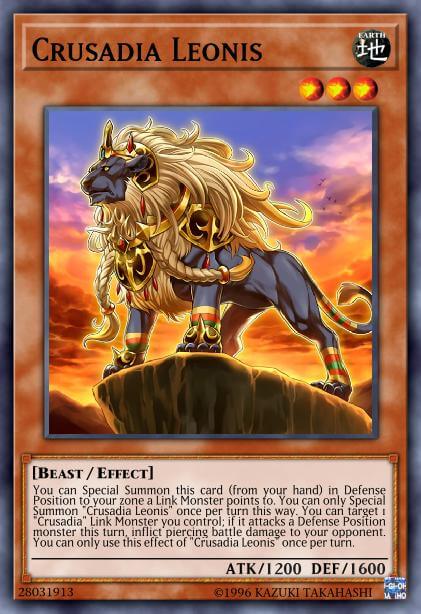 CRUSADIA LEONIS
EARTH
地
[BEAST / EFFECT]
You can Special Summon this card (from your hand) in Defense
Position to your zone a Link Monster points to. You can only Special
Summon "Crusadia Leonis" once per turn this way. You can target 1
"Crusadia" Link Monster you control; if it attacks a Defense Position
monster this turn, inflict piercing battle damage to your opponent.
You can only use this effect of "Crusadia Leonis" once per turn.
ATK/1200 DEF/1600
28031913
©1996 KAZUKI TAKAHASHI